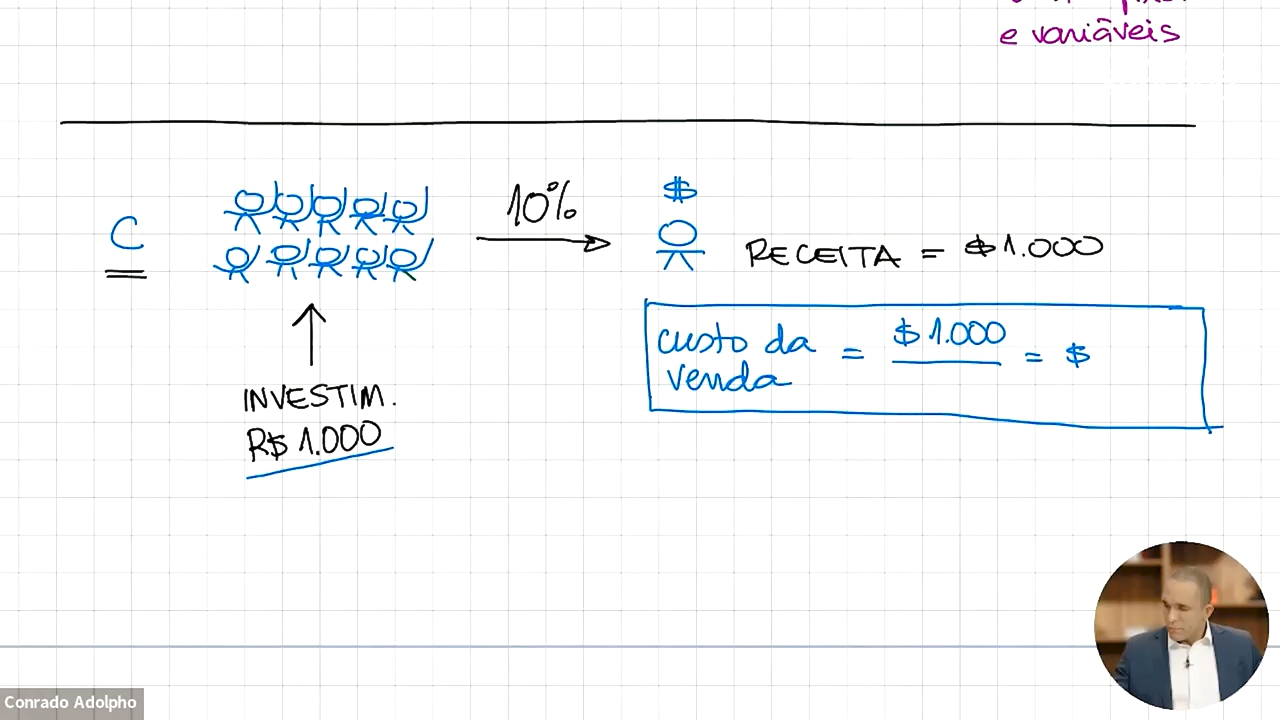 e variáveis
C
10%
$
RECEITA = $1.000
INVESTIM.
R$ 1.000
custo da venda = $1.000 = $
Conrado Adolpho